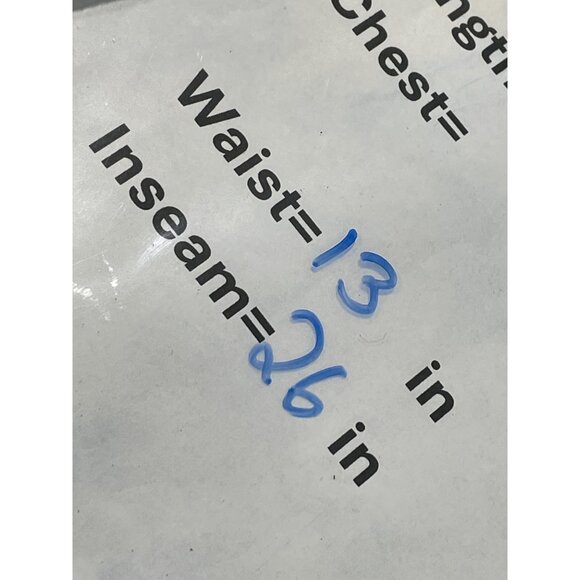 Chest=
Waist= 13 in
Inseam= 26 in